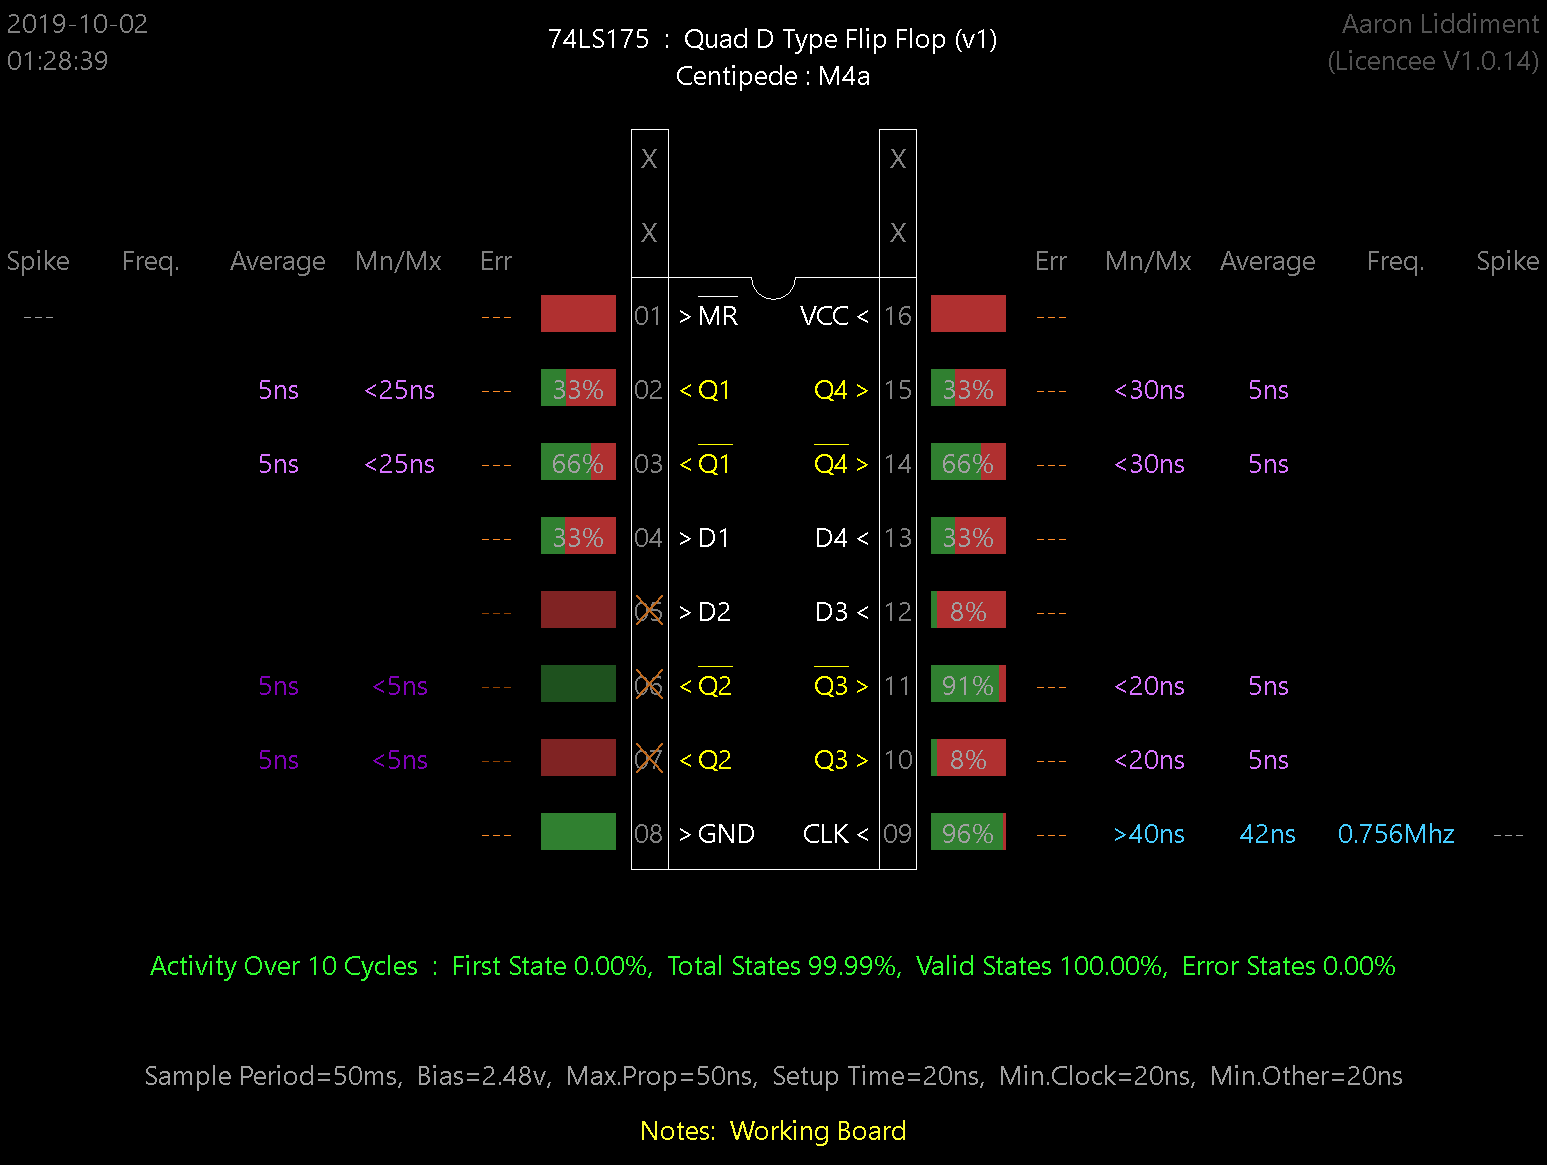 2019-10-02
01:28:39
74LS175 : Quad D Type Flip Flop (v1)
Centipede : M4a
Aaron Liddiment
(Licencee V1.0.14)
X X
X X
Spike Freq. Average Mn/Mx Err Err Mn/Mx Average Freq. Spike
--- --- 01 > MR VCC < 16 ---
5ns <25ns --- 33% 02 < Q1 Q4 > 15 33% --- <30ns 5ns
5ns <25ns --- 66% 03 < Q1 Q4 > 14 66% --- <30ns 5ns
--- 33% 04 > D1 D4 < 13 33% ---
--- 05 > D2 D3 < 12 8% ---
5ns <5ns --- 06 < Q2 Q3 > 11 91% --- <20ns 5ns
5ns <5ns --- 07 < Q2 Q3 > 10 8% --- <20ns 5ns
--- 08 > GND CLK < 09 96% --- >40ns 42ns 0.756Mhz ---
Activity Over 10 Cycles : First State 0.00%, Total States 99.99%, Valid States 100.00%, Error States 0.00%
Sample Period=50ms, Bias=2.48v, Max.Prop=50ns, Setup Time=20ns, Min.Clock=20ns, Min.Other=20ns
Notes: Working Board